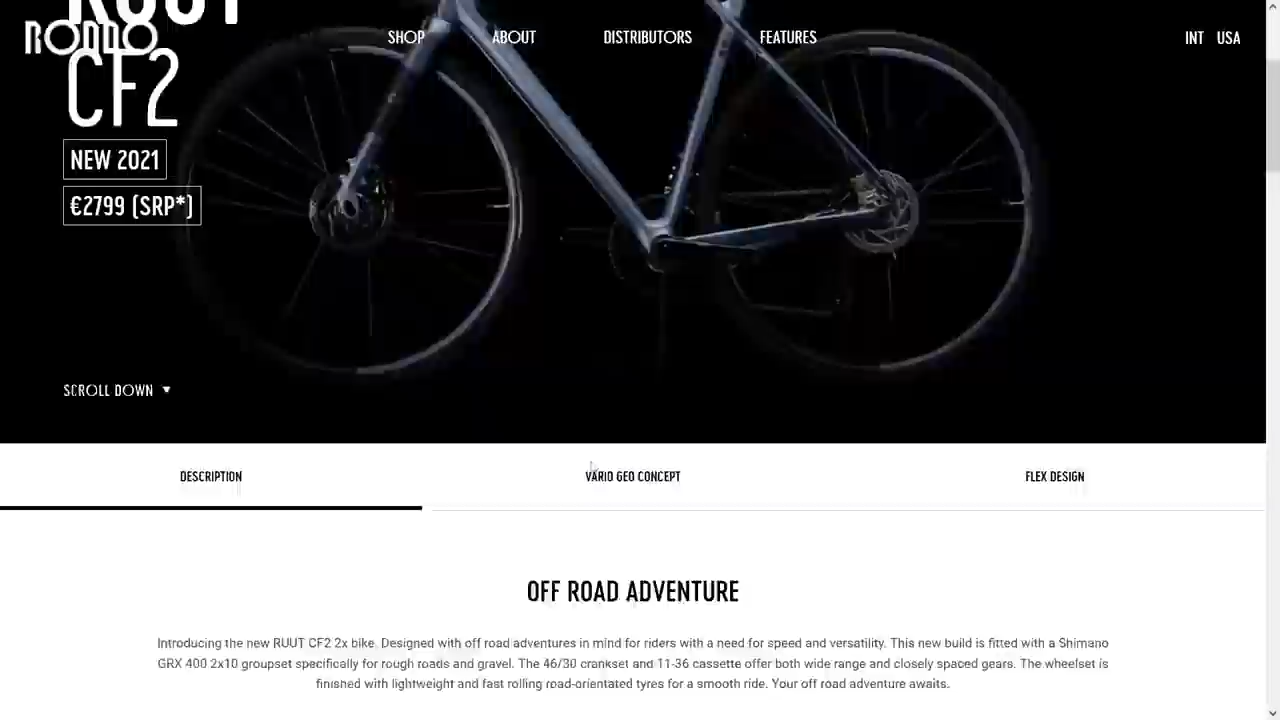 RUUT
RONDO
SHOP
ABOUT
DISTRIBUTORS
FEATURES
INT
USA
CF2
NEW 2021
€2799 (SRP*)
SCROLL DOWN
DESCRIPTION
VARIO GEO CONCEPT
FLEX DESIGN
OFF ROAD ADVENTURE
Introducing the new RUUT CF2 2x bike. Designed with off road adventures in mind for riders with a need for speed and versatility. This new build is fitted with a Shimano
GRX 400 2x10 groupset specifically for rough roads and gravel. The 46/30 crankset and 11-36 cassette offer both wide range and closely spaced gears. The wheelset is
finished with lightweight and fast rolling road-orientated tyres for a smooth ride. Your off road adventure awaits.